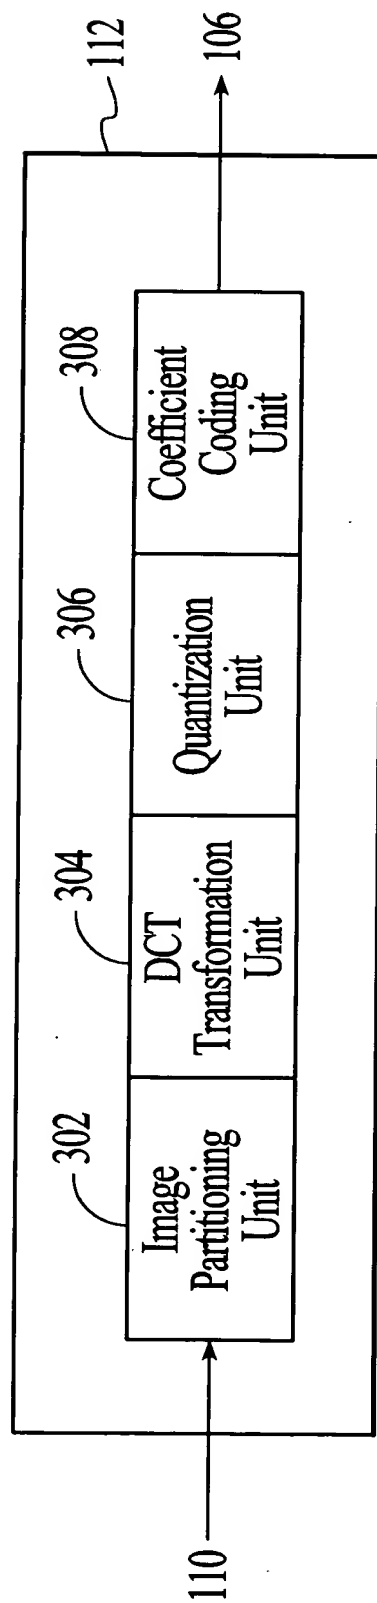 112
302
304
306
308
Image
Partitioning
Unit
DCT
Transformation
Unit
Quantization
Unit
Coefficient
Coding
Unit
110
106